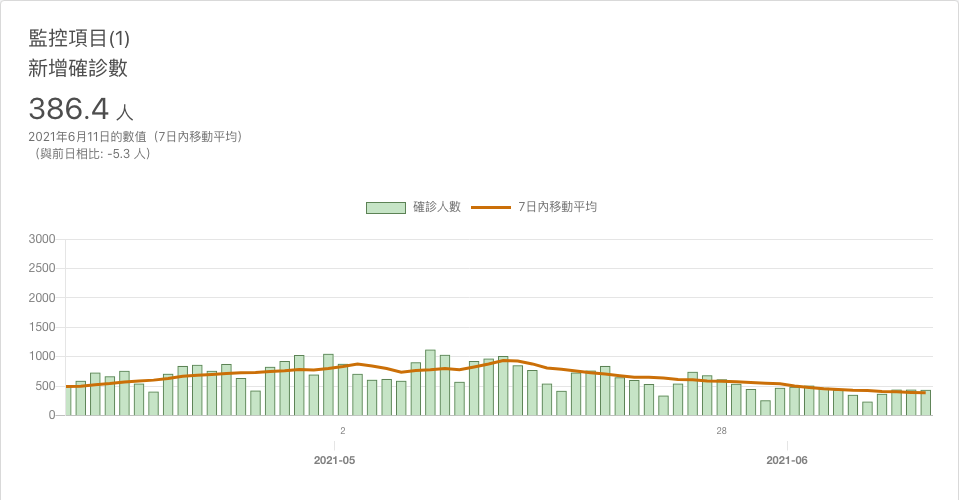 監控項目(1)
新增確診數
386.4 人
2021年6月11日的數值（7日內移動平均）
（與前日相比: -5.3 人）
確診人數 7日內移動平均
3000
2500
2000
1500
1000
500
0
2 28
2021-05 2021-06